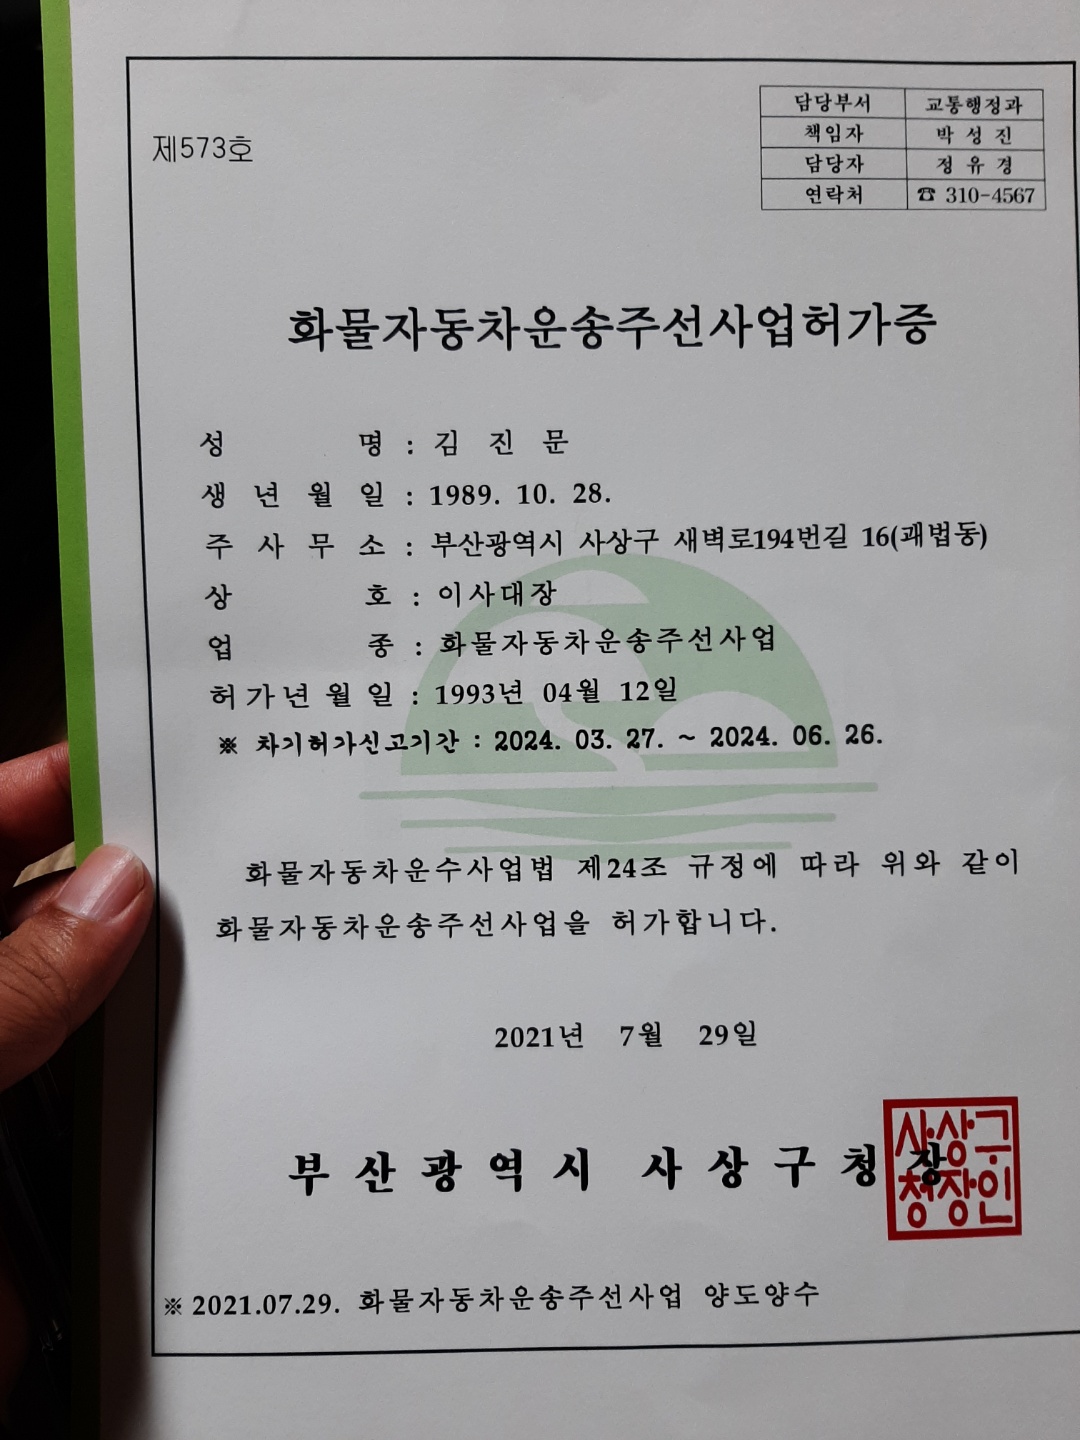 제573호
담당부서 교통행정과
책임자 박 성 진
담당자 정 유 경
연락처 ☎ 310-4567
화물자동차운송주선사업허가증
성 명 : 김 진 문
생 년 월 일 : 1989. 10. 28.
주 사 무 소 : 부산광역시 사상구 새벽로194번길 16(괘법동)
상 호 : 이사대장
업 종 : 화물자동차운송주선사업
허가년월일 : 1993년 04월 12일
※ 차기허가신고기간 : 2024. 03. 27. ~ 2024. 06. 26.
화물자동차운수사업법 제24조 규정에 따라 위와 같이
화물자동차운송주선사업을 허가합니다.
2021년 7월 29일
부 산 광 역 시 사 상 구 청 장
사상구
청장인
※ 2021.07.29. 화물자동차운송주선사업 양도양수